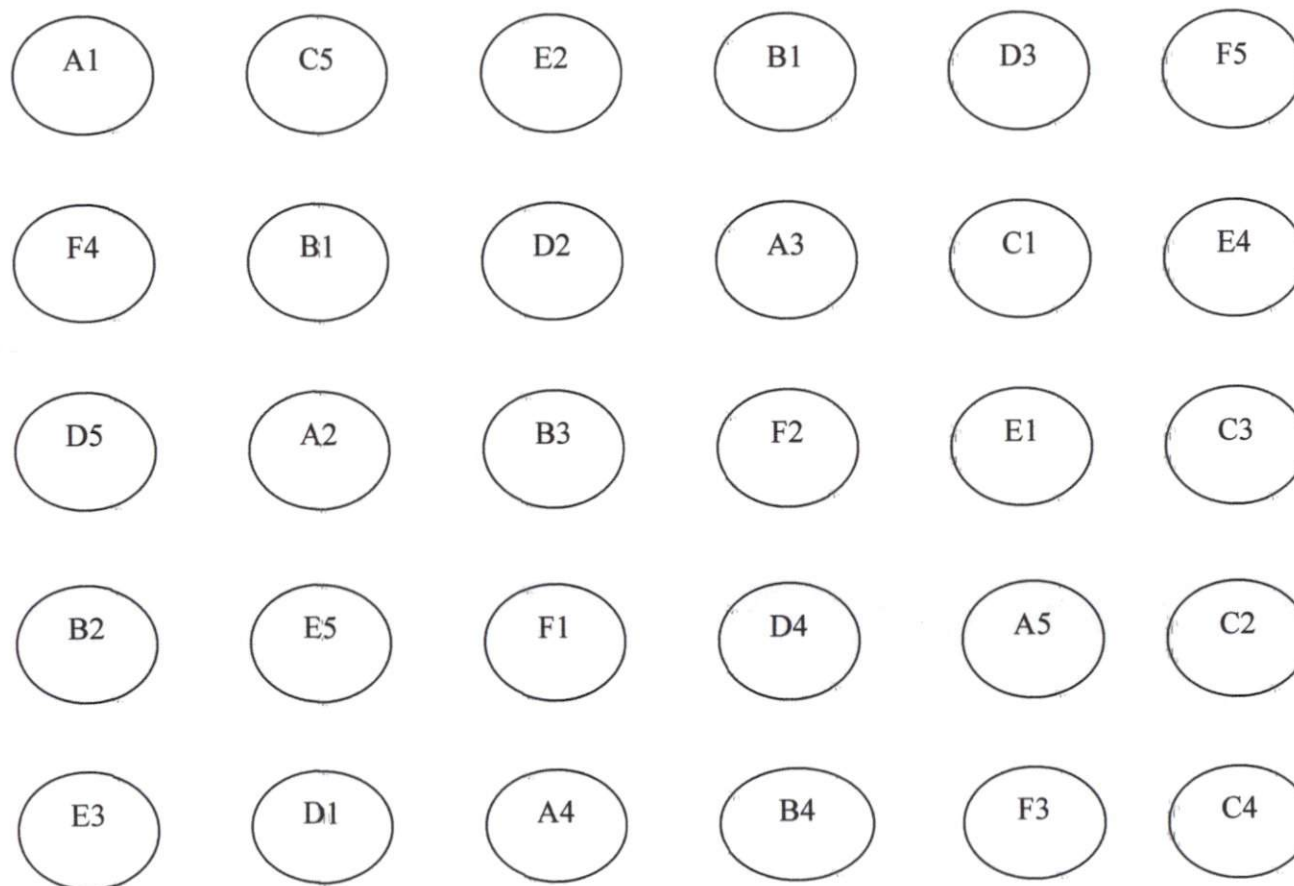 A1 C5 E2 B1 D3 F5
F4 B1 D2 A3 C1 E4
D5 A2 B3 F2 E1 C3
B2 E5 F1 D4 A5 C2
E3 D1 A4 B4 F3 C4